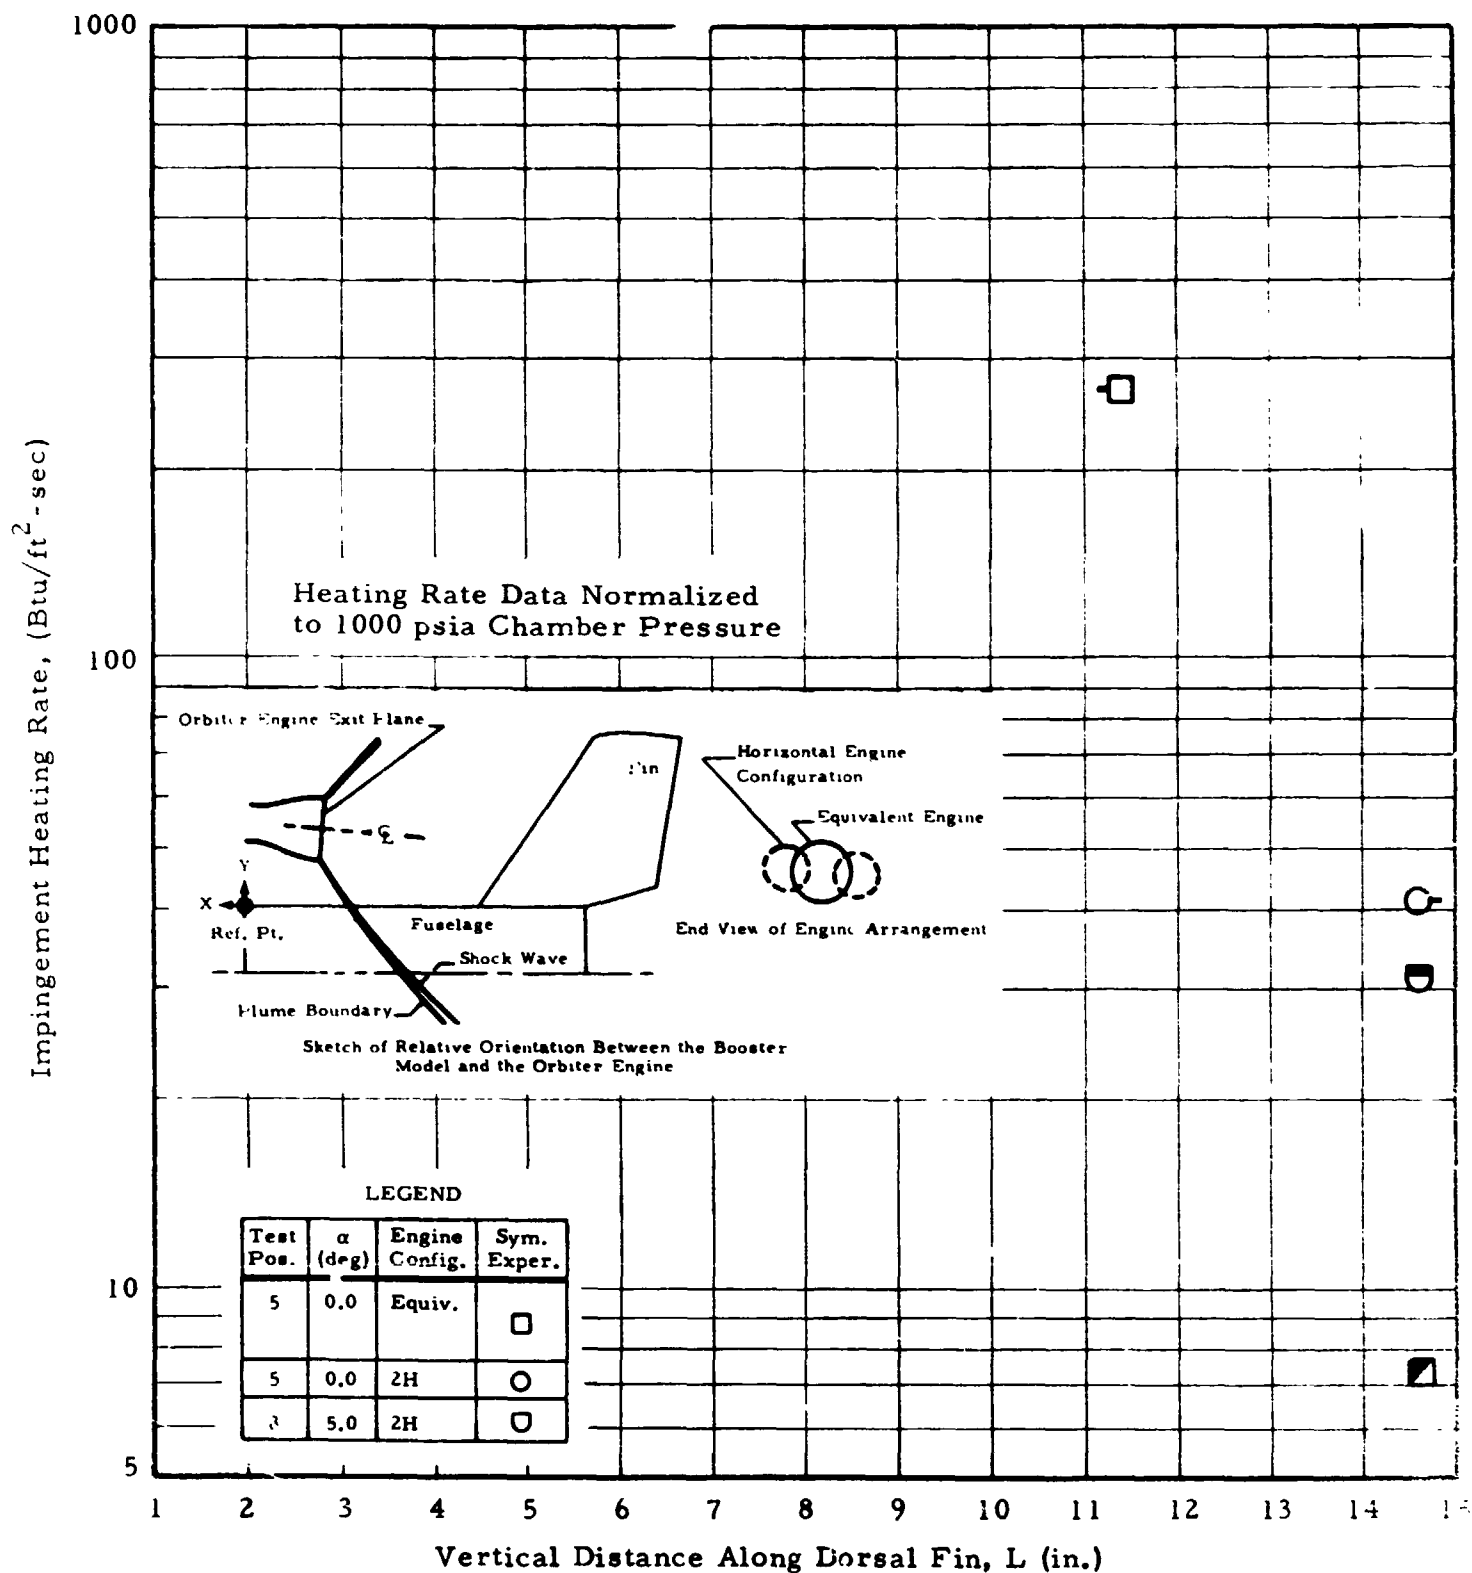 1000
100
10
5
Impingement Heating Rate, (Btu/ft² - sec)
Heating Rate Data Normalized
to 1000 psia Chamber Pressure
Orbiter Engine Exit Plane
Fin
Horizontal Engine
Configuration
Equivalent Engine
℄
Y
X
Ref. Pt.
Fuselage
End View of Engine Arrangement
Shock Wave
Plume Boundary
Sketch of Relative Orientation Between the Booster
Model and the Orbiter Engine
LEGEND
Test Pos. α (deg) Engine Config. Sym. Exper.
5 0.0 Equiv.
5 0.0 2H
5.0 2H
1 2 3 4 5 6 7 8 9 10 11 12 13 14
Vertical Distance Along Dorsal Fin, L (in.)